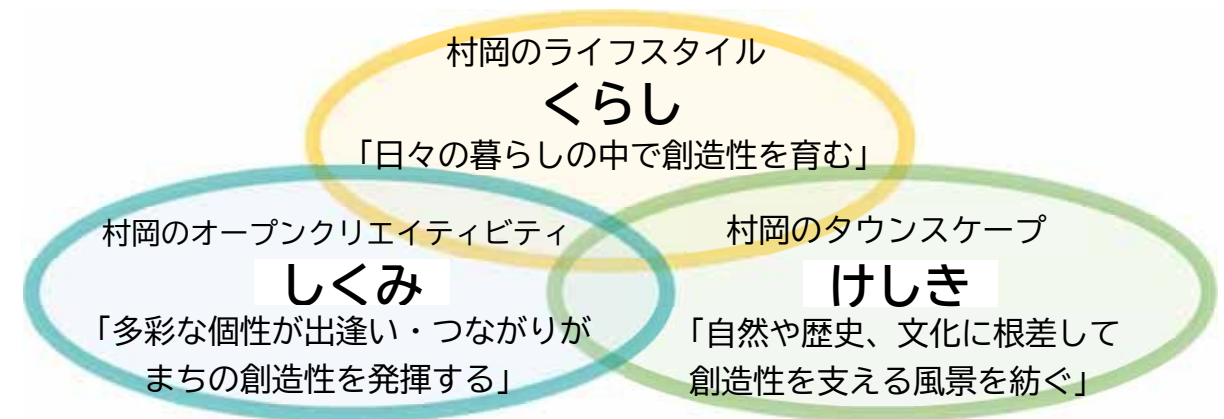 村岡のライフスタイル
くらし
「日々の暮らしの中で創造性を育む」
村岡のオープンクリエイティビティ
しくみ
「多彩な個性が出逢い・つながりが
まちの創造性を発揮する」
村岡のタウンスケープ
けしき
「自然や歴史、文化に根差して
創造性を支える風景を紡ぐ」